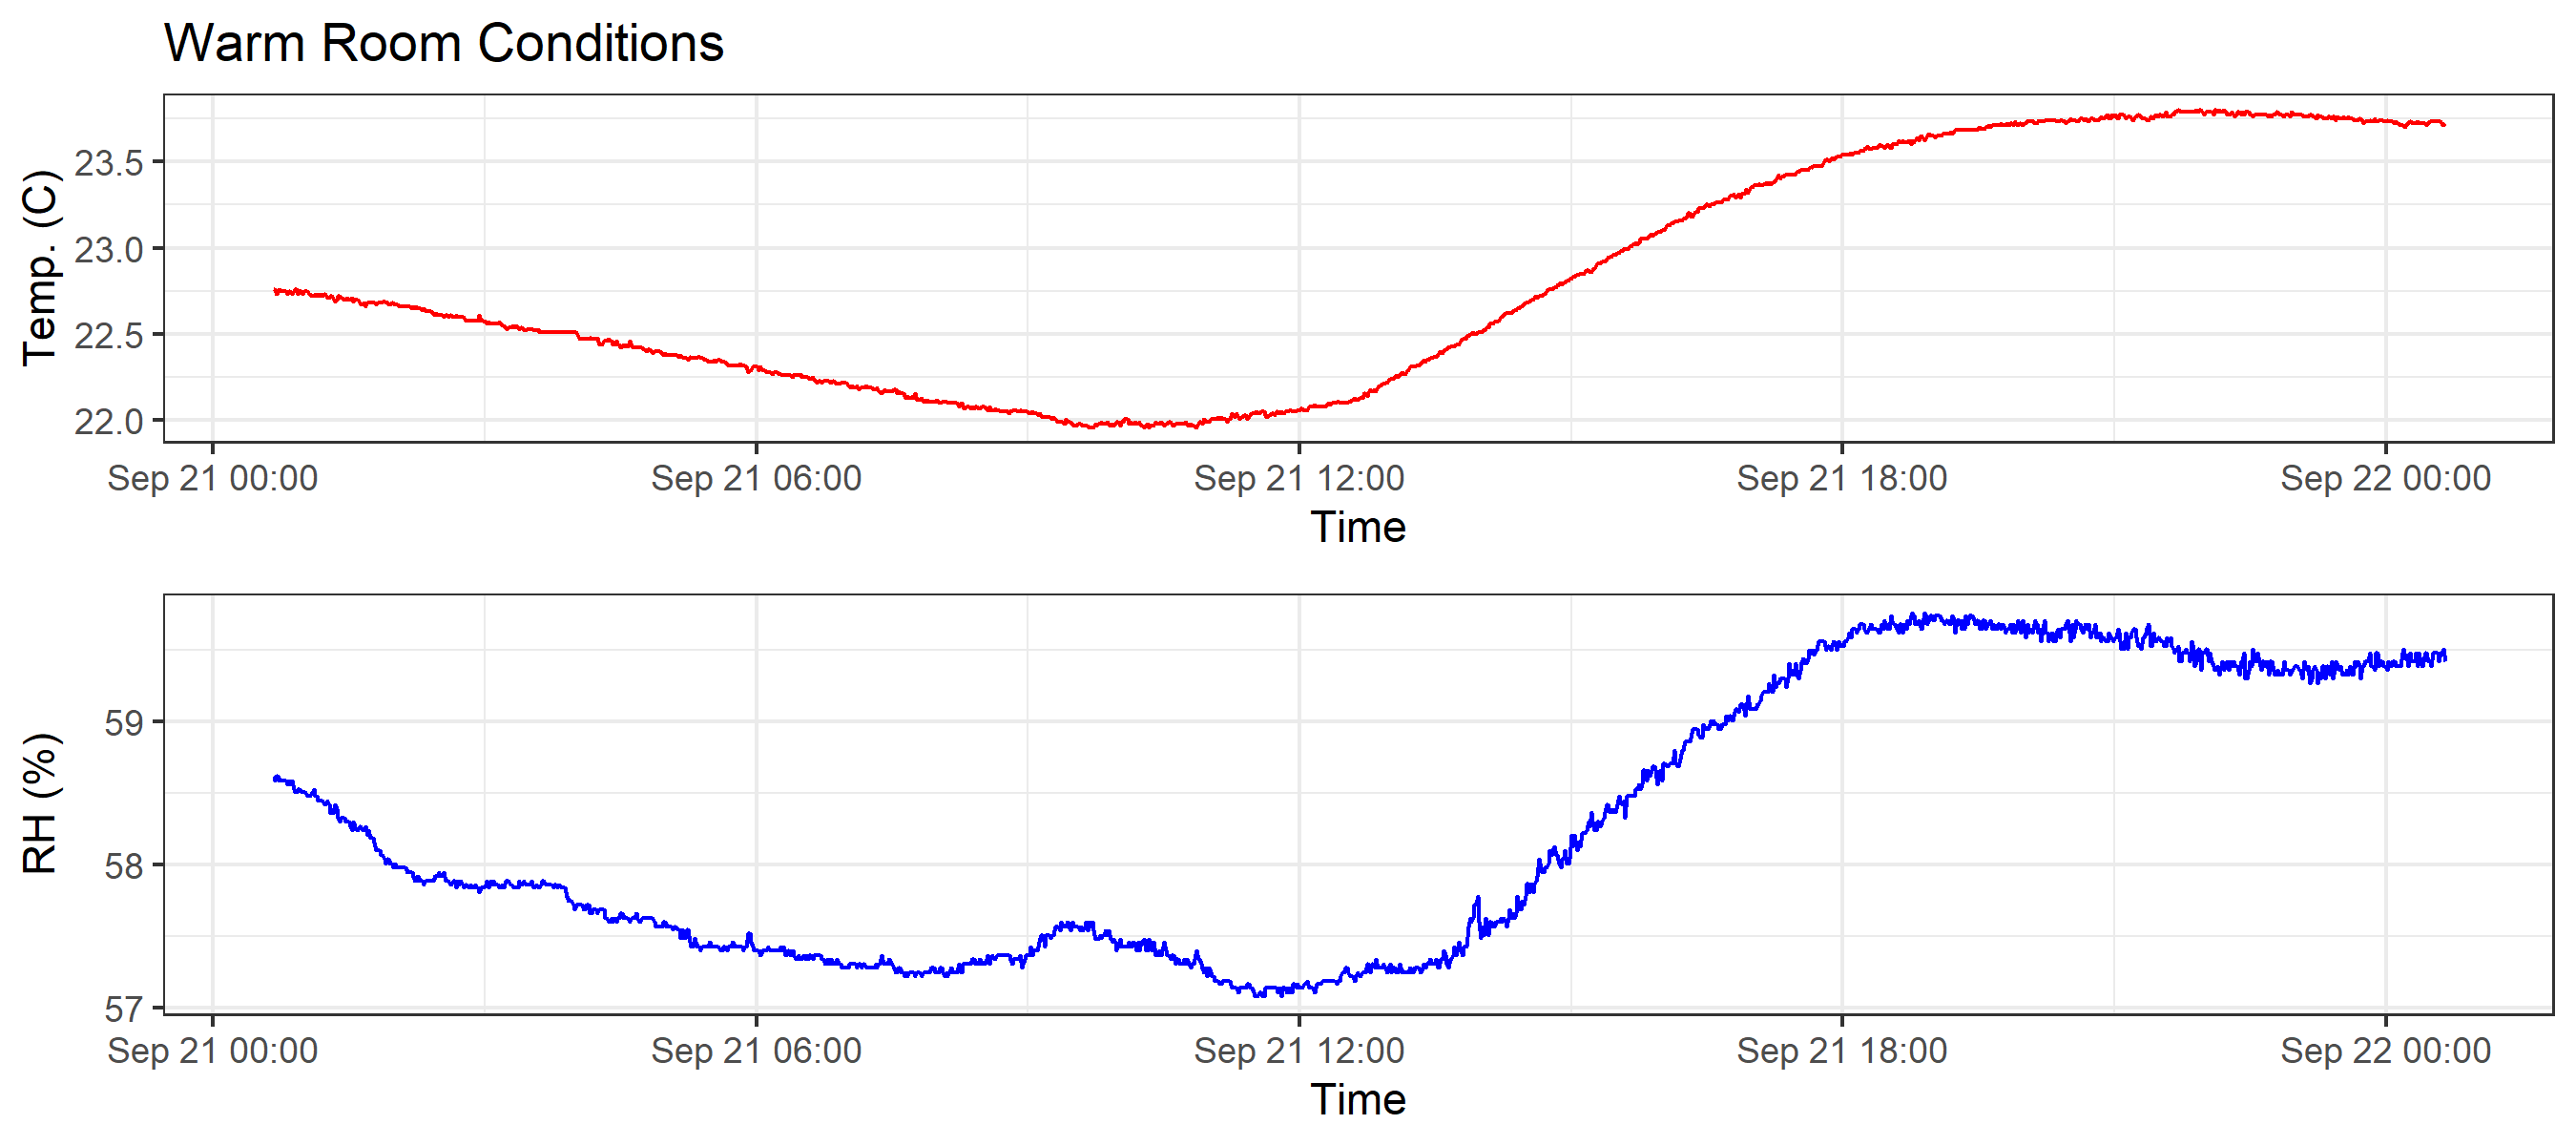 Warm Room Conditions
Temp. (C)
23.5
23.0
22.5
22.0
Sep 21 00:00 Sep 21 06:00 Sep 21 12:00 Sep 21 18:00 Sep 22 00:00
Time
RH (%)
59
58
57
Sep 21 00:00 Sep 21 06:00 Sep 21 12:00 Sep 21 18:00 Sep 22 00:00
Time